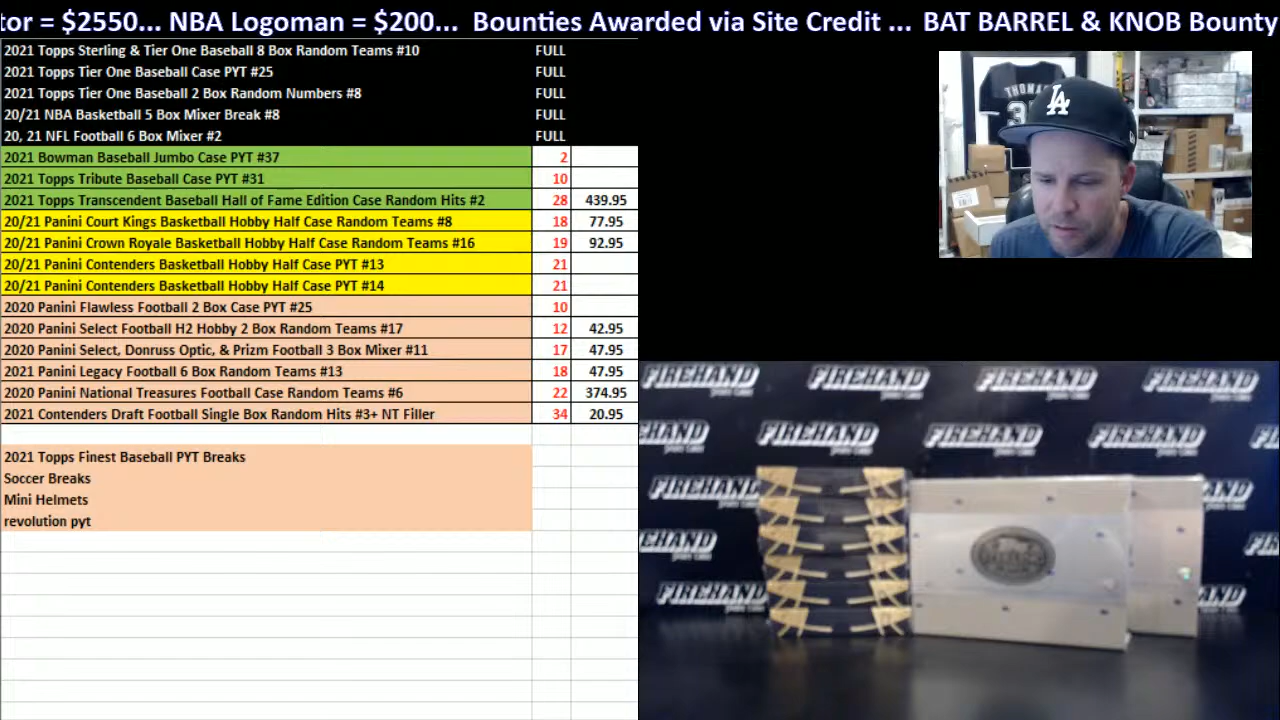 tor = $2550... NBA Logoman = $200... Bounties Awarded via Site Credit ... BAT BARREL & KNOB Bounty
2021 Topps Sterling & Tier One Baseball 8 Box Random Teams #10 FULL
2021 Topps Tier One Baseball Case PYT #25 FULL
2021 Topps Tier One Baseball 2 Box Random Numbers #8 FULL
20/21 NBA Basketball 5 Box Mixer Break #8 FULL
20, 21 NFL Football 6 Box Mixer #2 FULL
2021 Bowman Baseball Jumbo Case PYT #37 2
2021 Topps Tribute Baseball Case PYT #31 10
2021 Topps Transcendent Baseball Hall of Fame Edition Case Random Hits #2 28 439.95
20/21 Panini Court Kings Basketball Hobby Half Case Random Teams #8 18 77.95
20/21 Panini Crown Royale Basketball Hobby Half Case Random Teams #16 19 92.95
20/21 Panini Contenders Basketball Hobby Half Case PYT #13 21
20/21 Panini Contenders Basketball Hobby Half Case PYT #14 21
2020 Panini Flawless Football 2 Box Case PYT #25 10
2020 Panini Select Football H2 Hobby 2 Box Random Teams #17 12 42.95
2020 Panini Select, Donruss Optic, & Prizm Football 3 Box Mixer #11 17 47.95
2021 Panini Legacy Football 6 Box Random Teams #13 18 47.95
2020 Panini National Treasures Football Case Random Teams #6 22 374.95
2021 Contenders Draft Football Single Box Random Hits #3+ NT Filler 34 20.95
2021 Topps Finest Baseball PYT Breaks
Soccer Breaks
Mini Helmets
revolution pyt
THOMAS
LA
FIREHAND FIREHAND FIREHAND FIREHAND
FIREHAND FIREHAND FIREHAND FIREHAND
FIREHAND
FIREHAND
FIREHAND